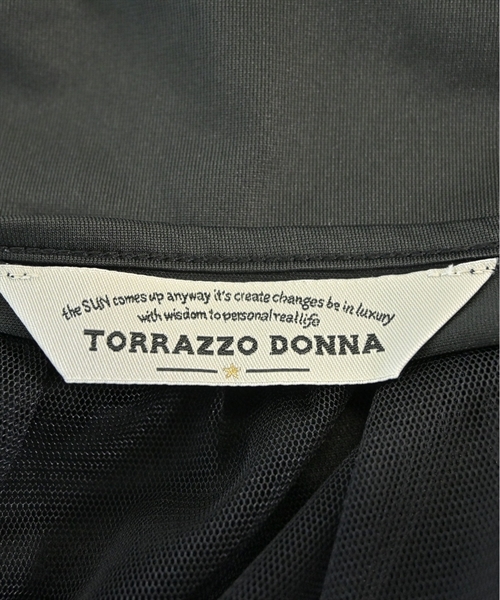 the SUN comes up anyway it's create changes be in luxury
with wisdom to personal real life
TORRAZZO DONNA